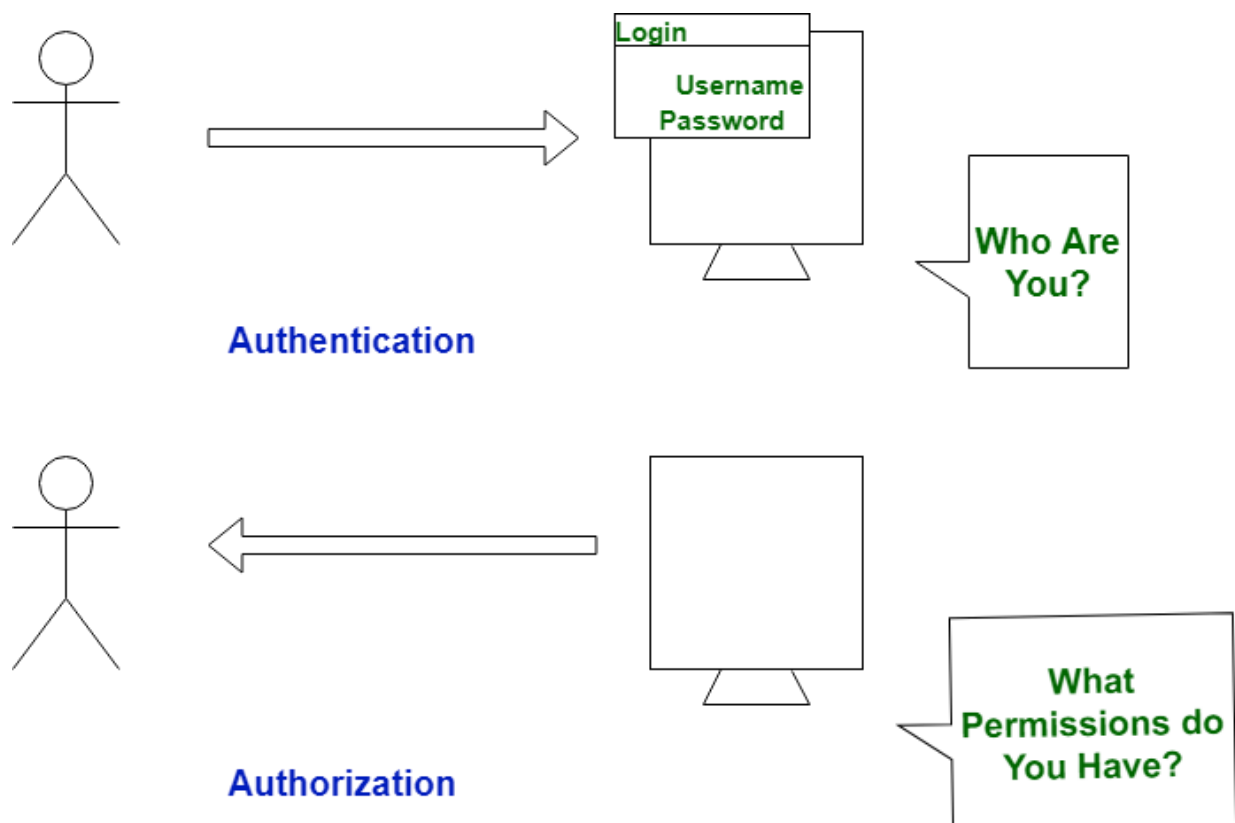 Login
Username
Password
Who Are
You?
Authentication
What
Permissions do
You Have?
Authorization